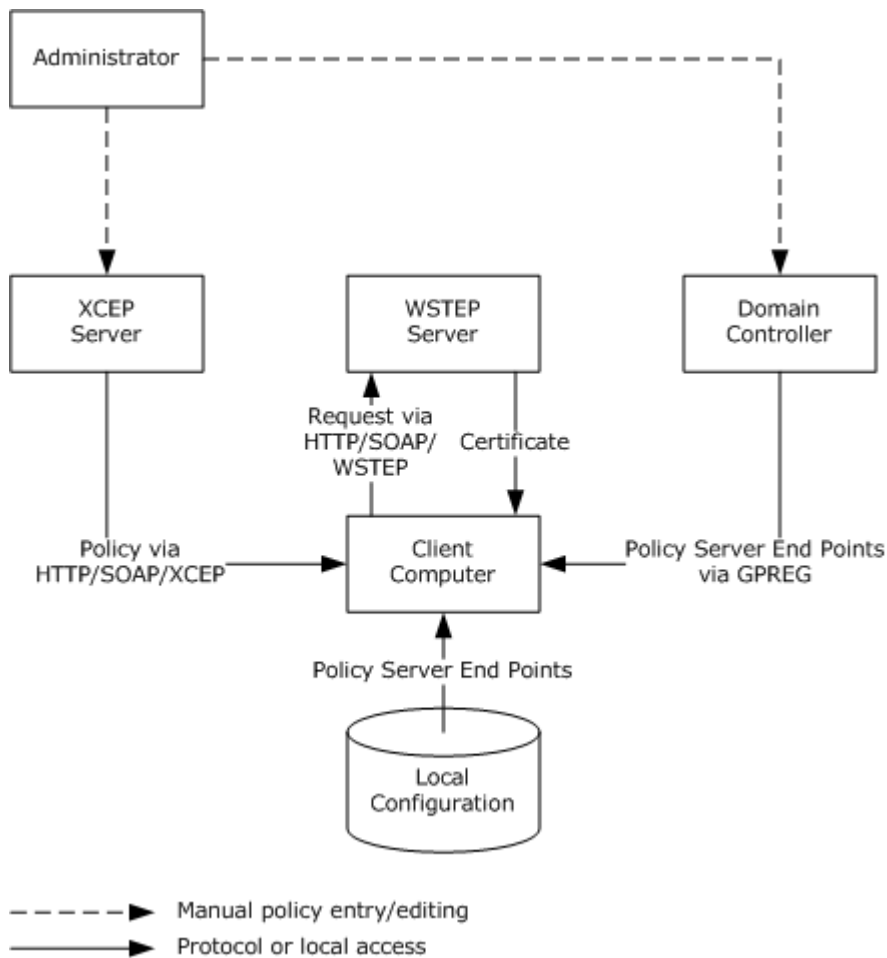 Administrator
XCEP
Server
WSTEP
Server
Domain
Controller
Request via
HTTP/SOAP/
WSTEP
Certificate
Policy via
HTTP/SOAP/XCEP
Client
Computer
Policy Server End Points
via GPREG
Policy Server End Points
Local
Configuration
Manual policy entry/editing
Protocol or local access